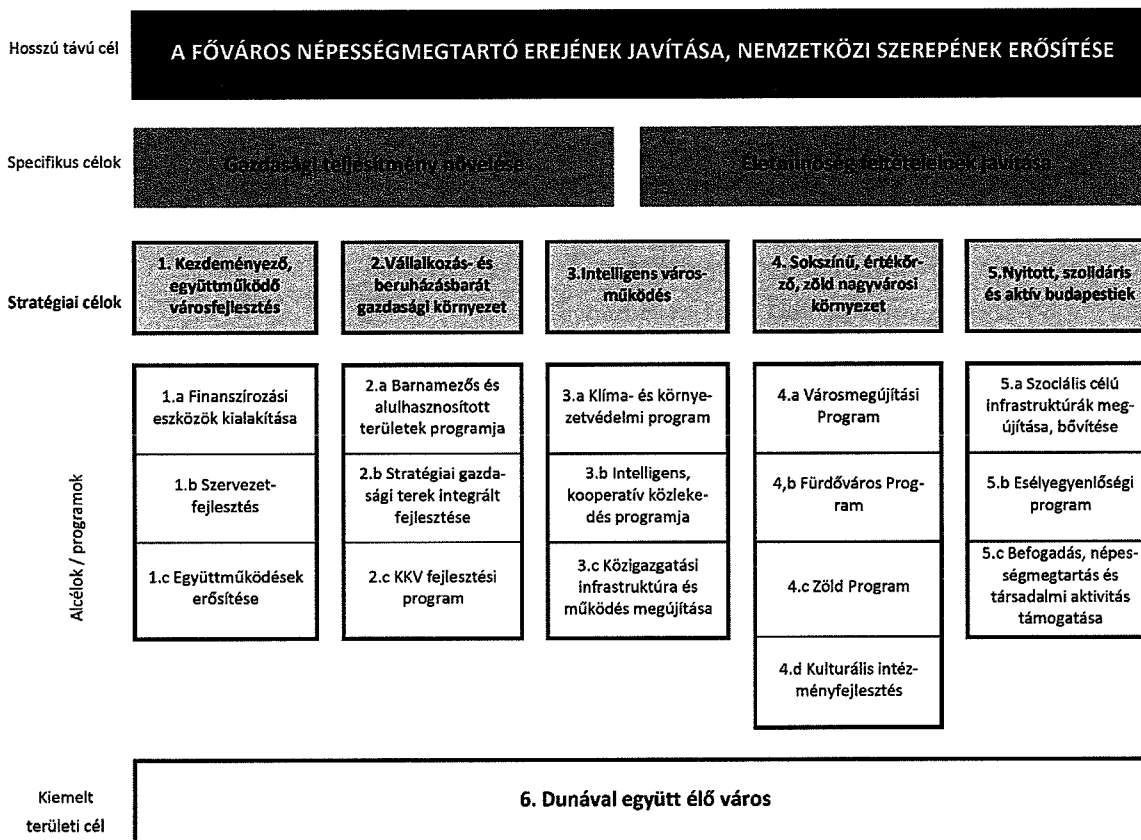 Hosszú távú cél
A FŐVÁROS NÉPESSÉGMEGTARTÓ EREJÉNEK JAVÍTÁSA, NEMZETKÖZI SZEREPÉNEK ERŐSÍTÉSE
Specifikus célok
Gazdasági teljesítmény növelése
Életminőség feltételeinek javítása
Stratégiai célok
1. Kezdeményező,
együttműködő
városfejlesztés
2.Vállalkozás- és
beruházásbarát
gazdasági környezet
3.Intelligens város-
működés
4. Sokszínű, értékőr-
ző, zöld nagyvárosi
környezet
5.Nyitott, szolidáris
és aktív budapestiek
Alcélok / programok
1.a Finanszírozási
eszközök kialakítása
1.b Szervezet-
fejlesztés
1.c Együttműködések
erősítése
2.a Barnamezős és
alulhasznosított
területek programja
2.b Stratégiai gazda-
sági terek integrált
fejlesztése
2.c KKV fejlesztési
program
3.a Klíma- és környe-
zetvédelmi program
3.b Intelligens,
kooperatív közleke-
dés programja
3.c Közigazgatási
infrastruktúra és
működés megújítása
4.a Városmegújítási
Program
4,b Fürdőváros Prog-
ram
4.c Zöld Program
4.d Kulturális intéz-
ményfejlesztés
5.a Szociális célú
infrastruktúrák meg-
újítása, bővítése
5.b Esélyegyenlőségi
program
5.c Befogadás, népes-
ségmegtartás és
társadalmi aktivitás
támogatása
Kiemelt
területi cél
6. Dunával együtt élő város